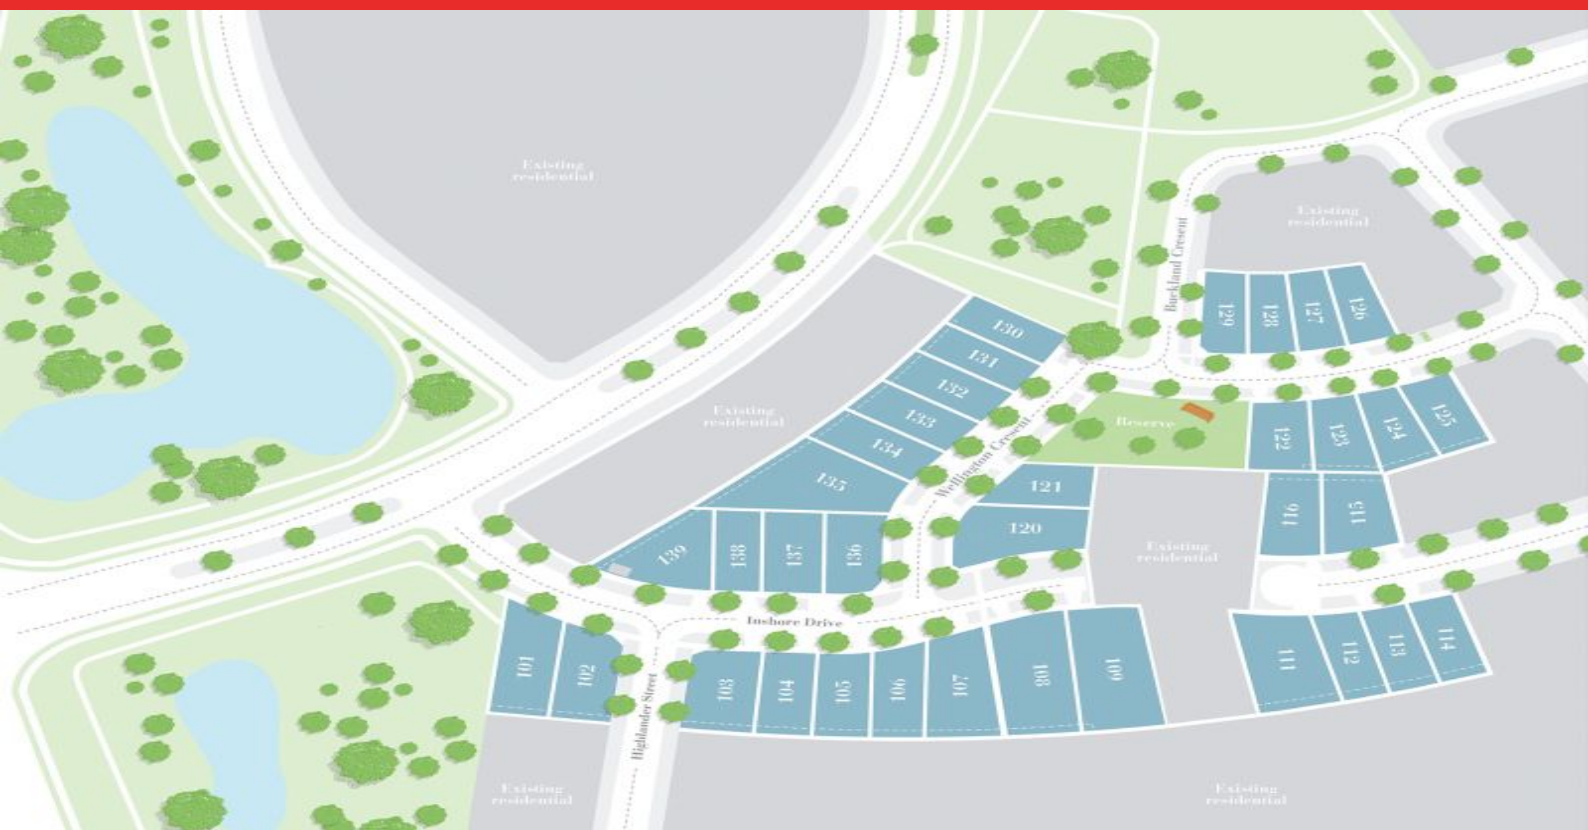 Existing
residential
Existing
residential
Buckland Cresent
129
128
127
126
130
131
132
133
134
135
Existing
residential
Wellington Cresent
Reserve
122
123
124
125
121
120
116
115
Existing
residential
139
138
137
136
Inshore Drive
101
102
Highlander Street
103
104
105
106
107
108
109
111
112
113
114
Existing
residential
Existing
residential